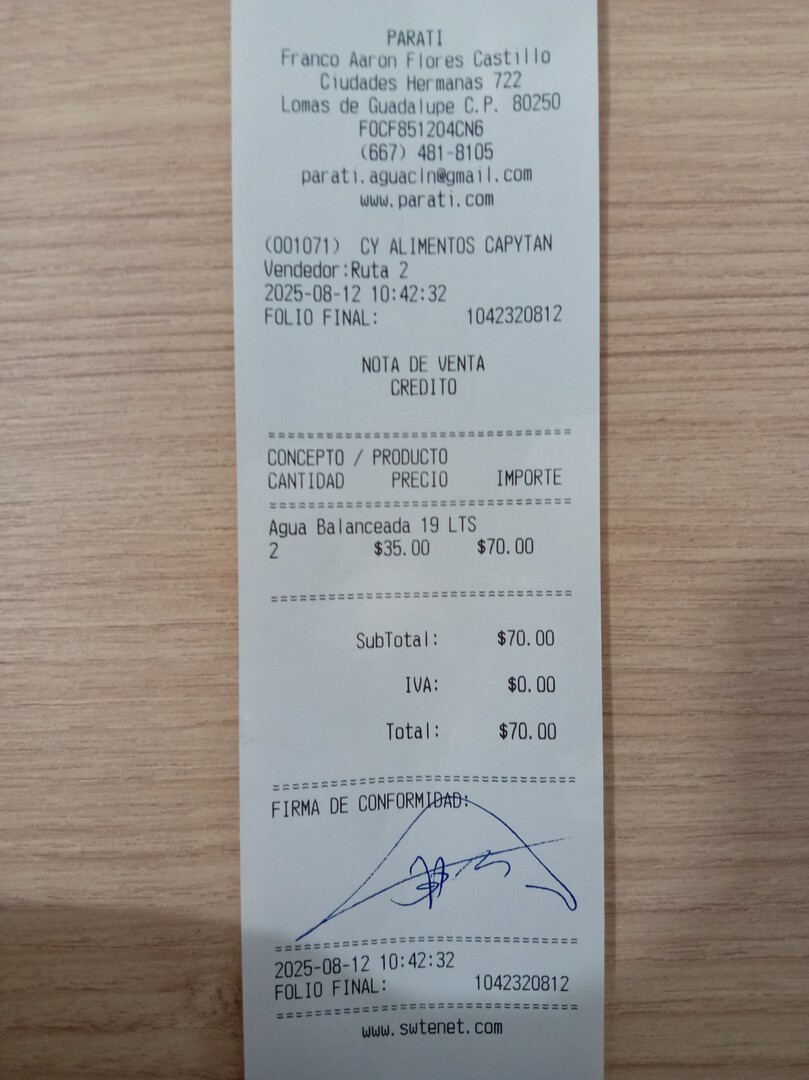 PARATI
Franco Aaron Flores Castillo
Ciudades Hermanas 722
Lomas de Guadalupe C.P. 80250
FOCF851204CN6
(667) 481-8105
parati.aguacln@gmail.com
www.parati.com
(001071) CY ALIMENTOS CAPYTAN
Vendedor:Ruta 2
2025-08-12 10:42:32
FOLIO FINAL: 1042320812
NOTA DE VENTA
CREDITO
CONCEPTO / PRODUCTO
CANTIDAD PRECIO IMPORTE
Agua Balanceada 19 LTS
2 $35.00 $70.00
SubTotal: $70.00
IVA: $0.00
Total: $70.00
FIRMA DE CONFORMIDAD:
2025-08-12 10:42:32
FOLIO FINAL: 1042320812
www.swtenet.com